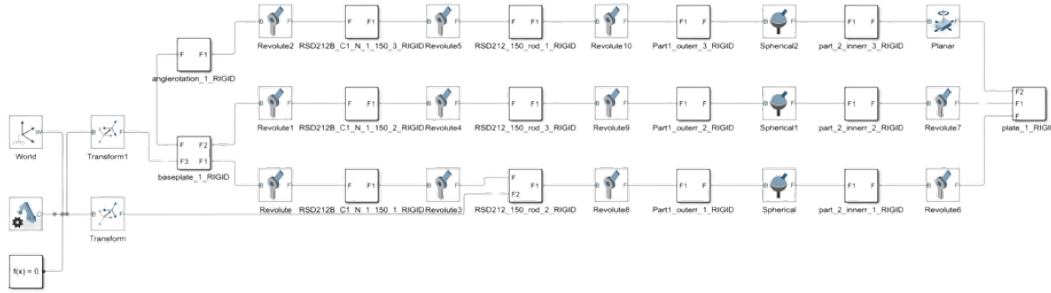 B F F F1 B F F F1 B F F F1 B F F F1 B F
Revolute2 RSD212B_C1_N_1_150_3_RIGID Revolute5 RSD212_150_rod_1_RIGID Revolute10 Part1_outerr_3_RIGID Spherical2 part_2_innerr_3_RIGID Planar
F F1
anglerotation_1_RIGID
F2
F1
F
plate_1_RIGI
B F F F1 B F F F1 B F F F1 B F F F1 B F
Revolute1 RSD212B_C1_N_1_150_2_RIGID Revolute4 RSD212_150_rod_3_RIGID Revolute9 Part1_outerr_2_RIGID Spherical1 part_2_innerr_2_RIGID Revolute7
W B F
World Transform1
F F2
F3 F1
baseplate_1_RIGID
B F F F1 B F F F2 B F F F1 B F F F1 B F
Revolute RSD212B_C1_N_1_150_1_RIGID Revolute3 RSD212_150_rod_2_RIGID Revolute8 Part1_outerr_1_RIGID Spherical part_2_innerr_1_RIGID Revolute6
C B F
Transform
f(x) = 0